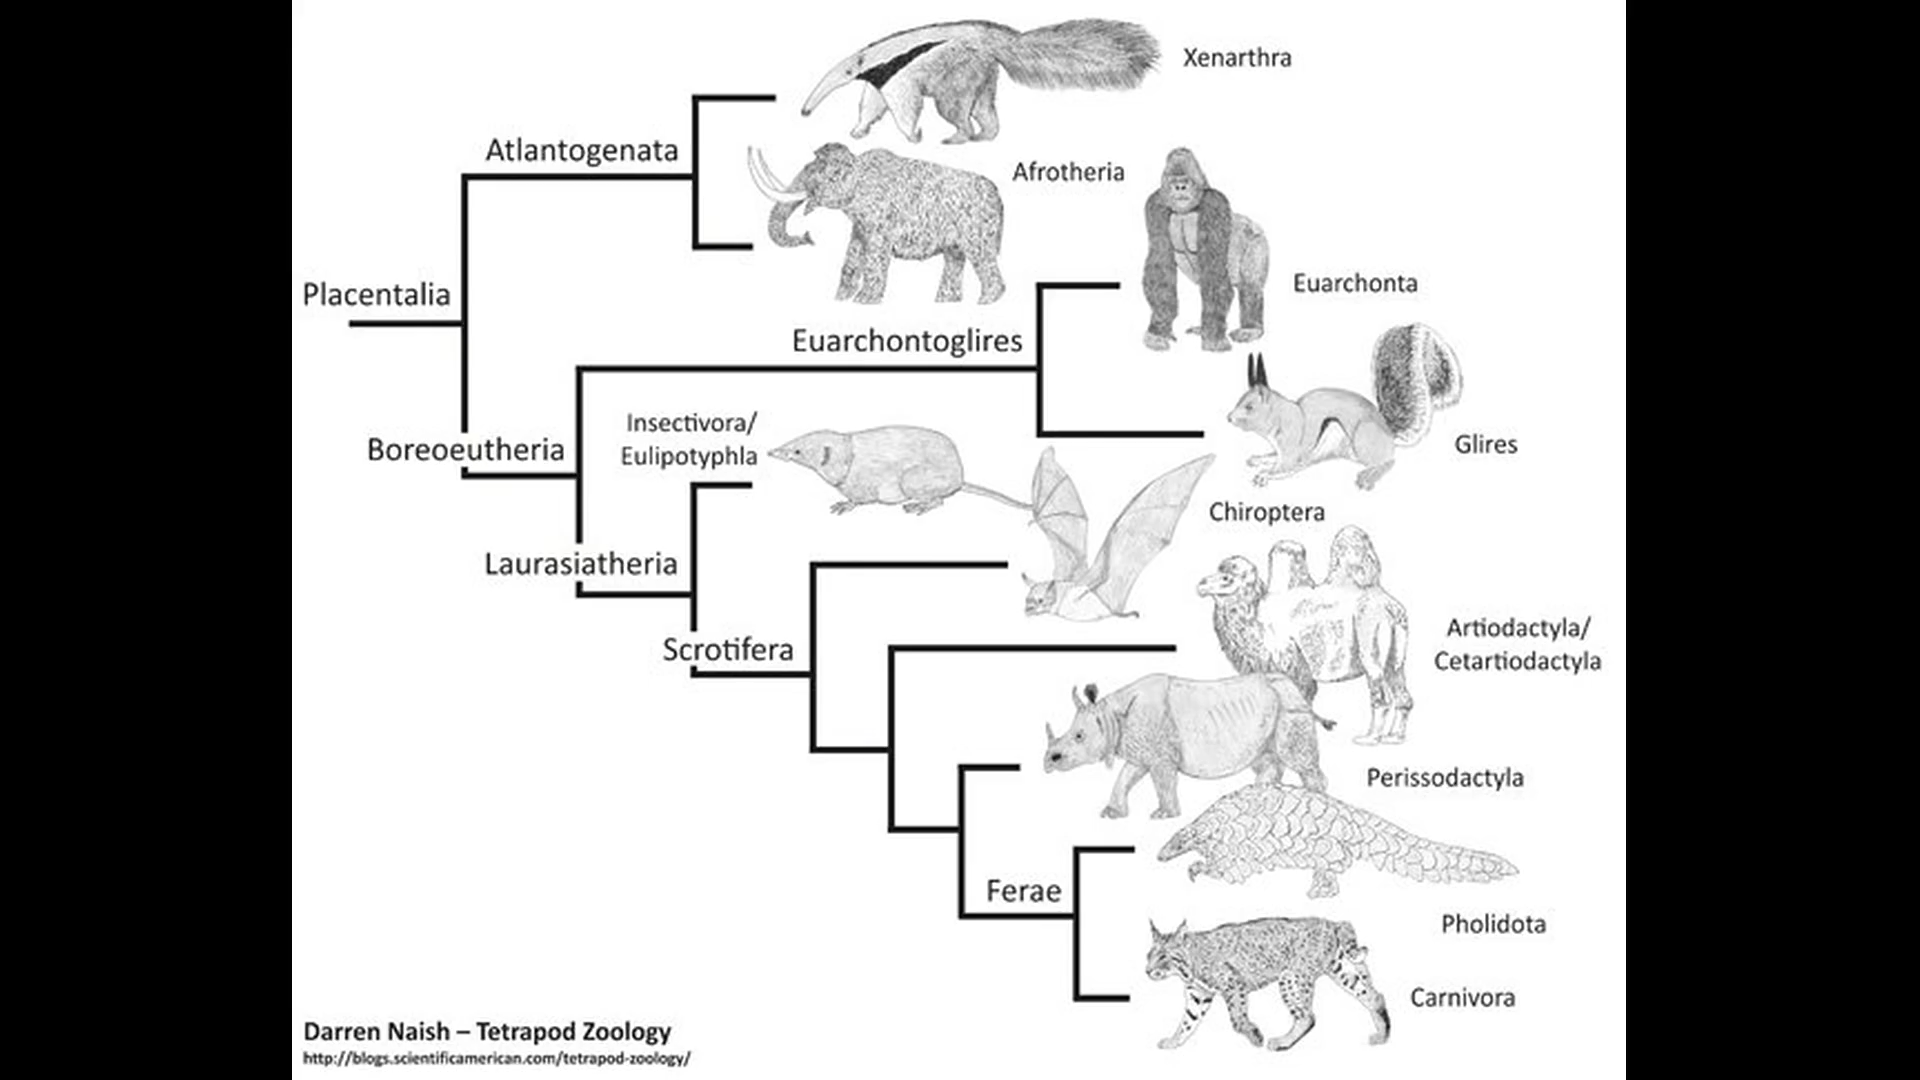 Xenarthra
Atlantogenata
Afrotheria
Placentalia
Euarchonta
Euarchontoglires
Insectivora/
Eulipotyphla
Boreoeutheria
Glires
Chiroptera
Laurasiatheria
Scrotifera
Artiodactyla/
Cetartiodactyla
Perissodactyla
Ferae
Pholidota
Carnivora
Darren Naish – Tetrapod Zoology
http://blogs.scientificamerican.com/tetrapod-zoology/